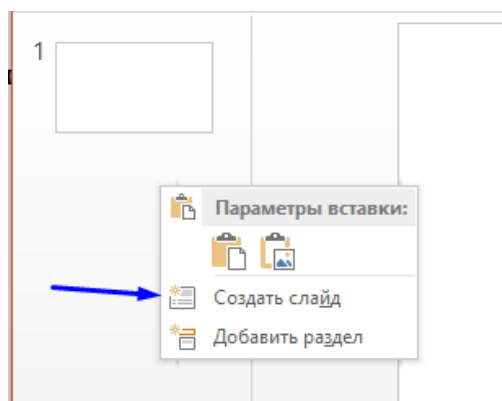 1
Параметры вставки:
Создать слайд
Добавить раздел